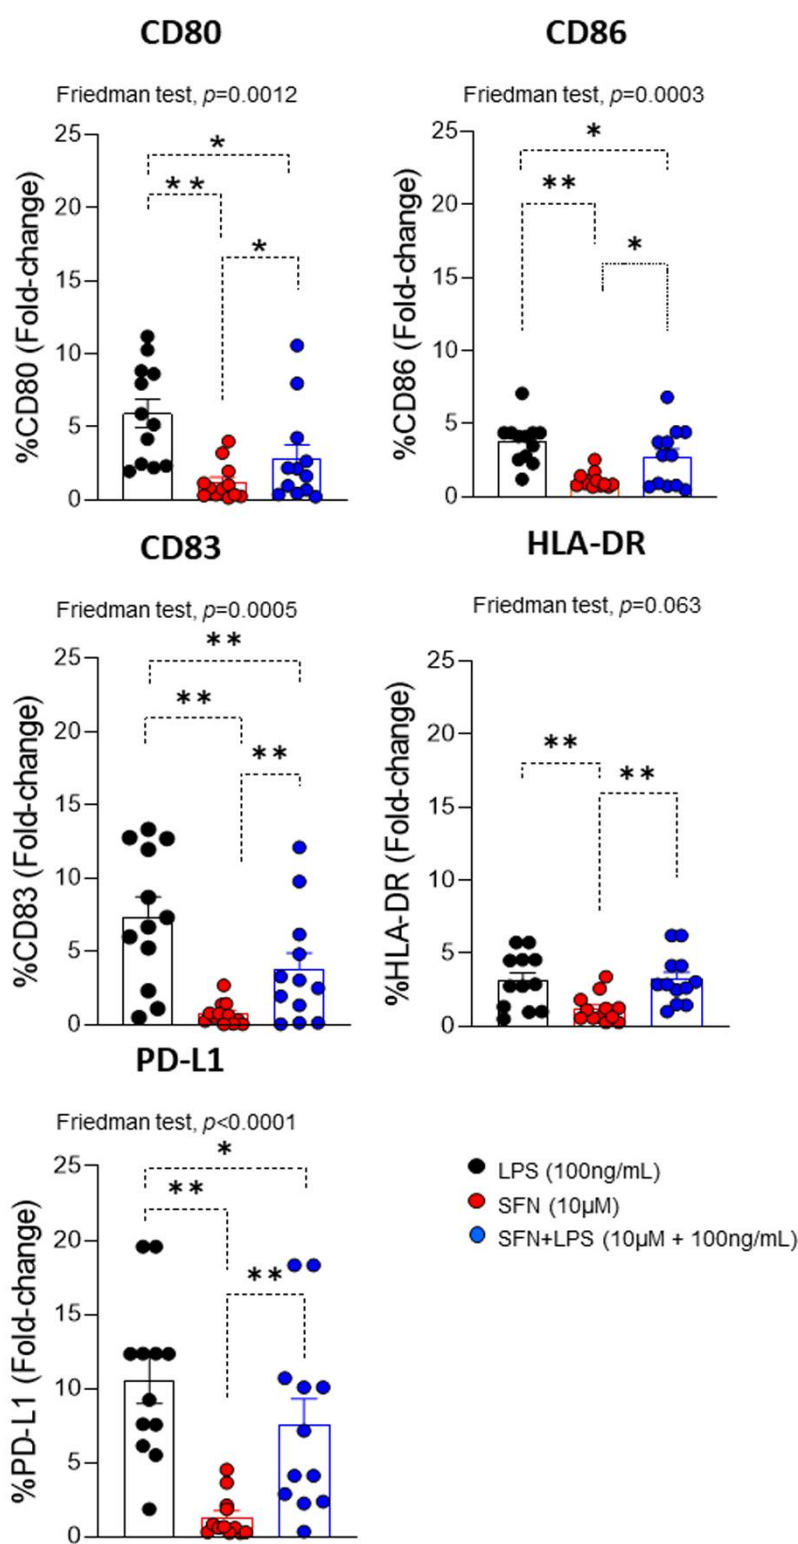 CD80
Friedman test, p=0.0012
%CD80 (Fold-change)
25
20
15
10
5
0
*
**
*
CD86
Friedman test, p=0.0003
%CD86 (Fold-change)
25
20
15
10
5
0
*
**
*
CD83
Friedman test, p=0.0005
%CD83 (Fold-change)
25
20
15
10
5
0
**
**
**
HLA-DR
Friedman test, p=0.063
%HLA-DR (Fold-change)
25
20
15
10
5
0
**
**
PD-L1
Friedman test, p<0.0001
%PD-L1 (Fold-change)
25
20
15
10
5
0
*
**
**
LPS (100ng/mL)
SFN (10µM)
SFN+LPS (10µM + 100ng/mL)